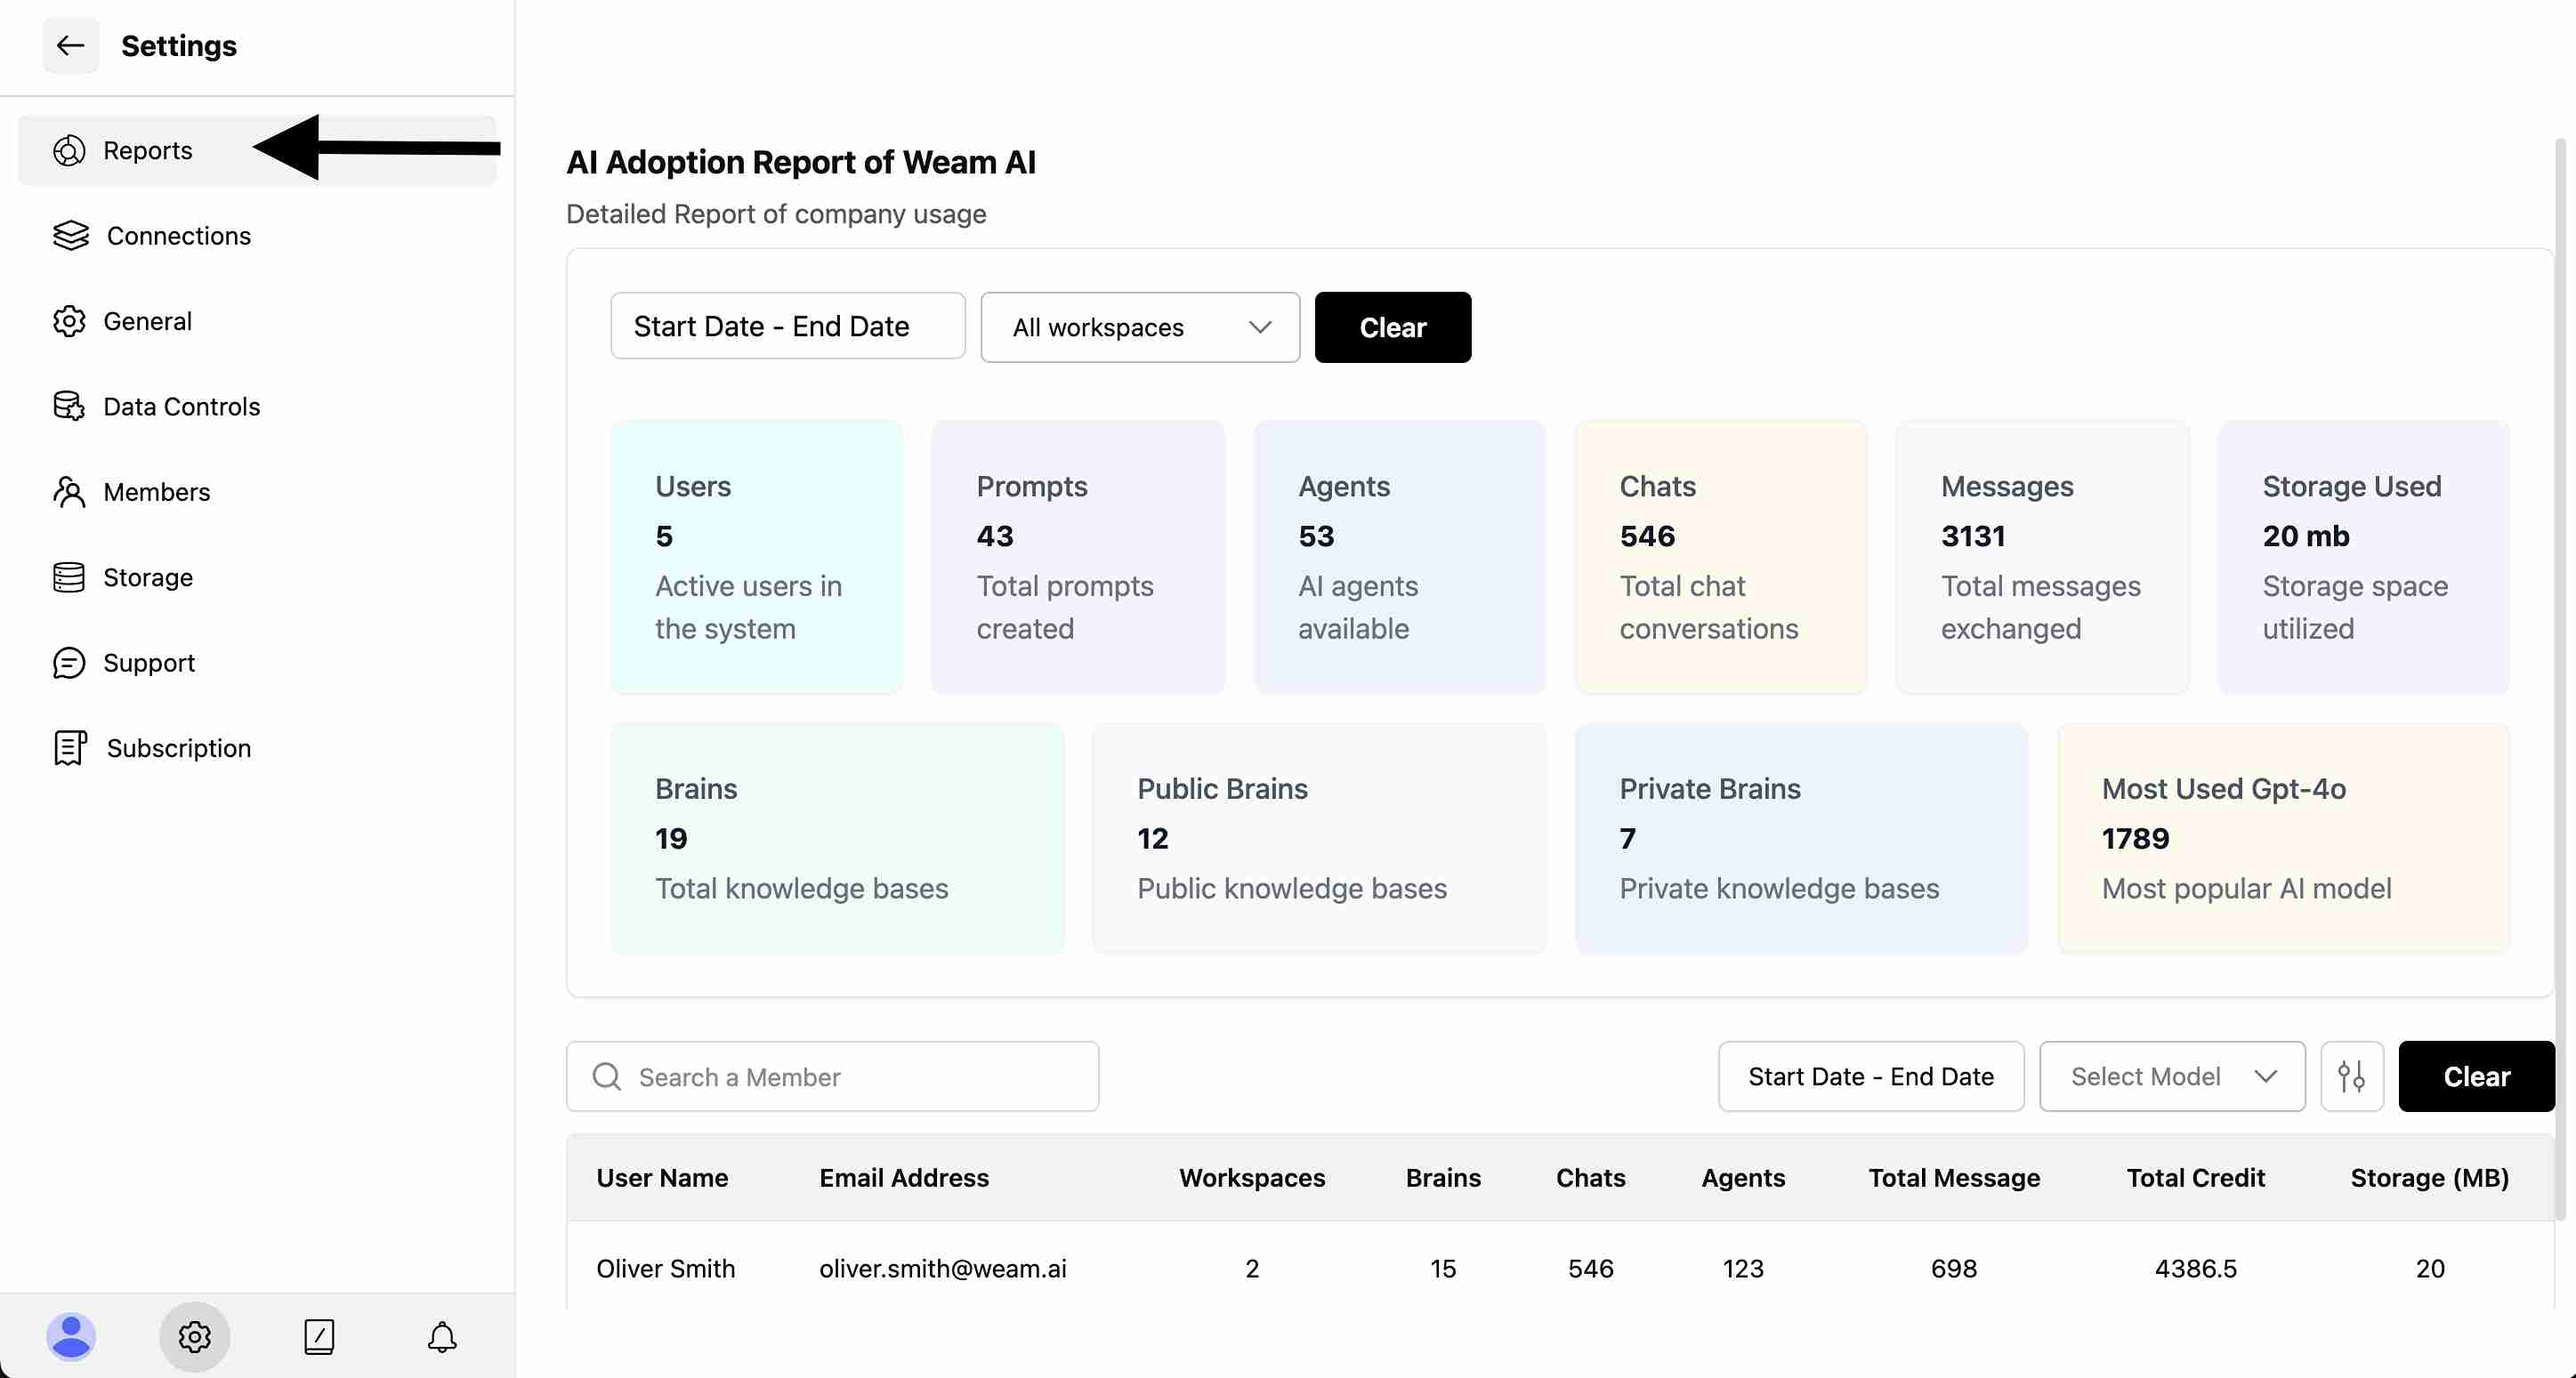 Settings
Reports
Connections
General
Data Controls
Members
Storage
Support
Subscription
AI Adoption Report of Weam AI
Detailed Report of company usage
Start Date - End Date
All workspaces
Clear
Users
5
Active users in
the system
Prompts
43
Total prompts
created
Agents
53
AI agents
available
Chats
546
Total chat
conversations
Messages
3131
Total messages
exchanged
Storage Used
20 mb
Storage space
utilized
Brains
19
Total knowledge bases
Public Brains
12
Public knowledge bases
Private Brains
7
Private knowledge bases
Most Used Gpt-4o
1789
Most popular AI model
Search a Member
Start Date - End Date
Select Model
Clear
User Name Email Address Workspaces Brains Chats Agents Total Message Total Credit Storage (MB)
Oliver Smith oliver.smith@weam.ai 2 15 546 123 698 4386.5 20